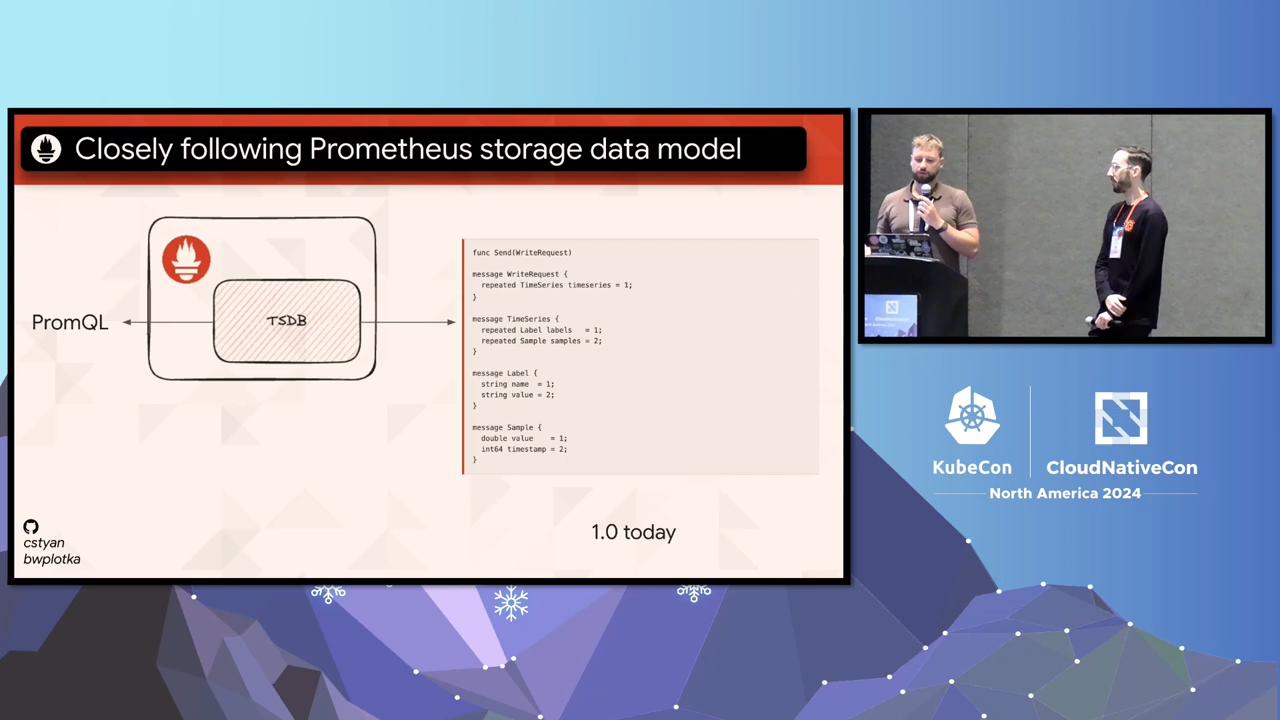 Closely following Prometheus storage data model
PromQL
TSDB
func Send(WriteRequest)
message WriteRequest {
repeated TimeSeries timeseries = 1;
}
message TimeSeries {
repeated Label labels = 1;
repeated Sample samples = 2;
}
message Label {
string name = 1;
string value = 2;
}
message Sample {
double value = 1;
int64 timestamp = 2;
}
1.0 today
cstyan
bwplotka
KubeCon
CloudNativeCon
North America 2024